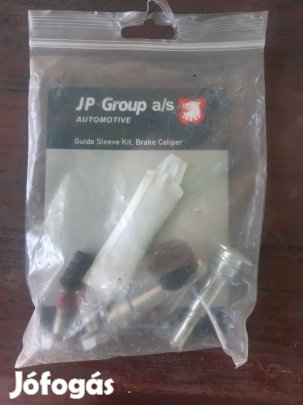 JP Group a/s
AUTOMOTIVE
Guide Sleeve Kit, Brake Caliper
Jófogás